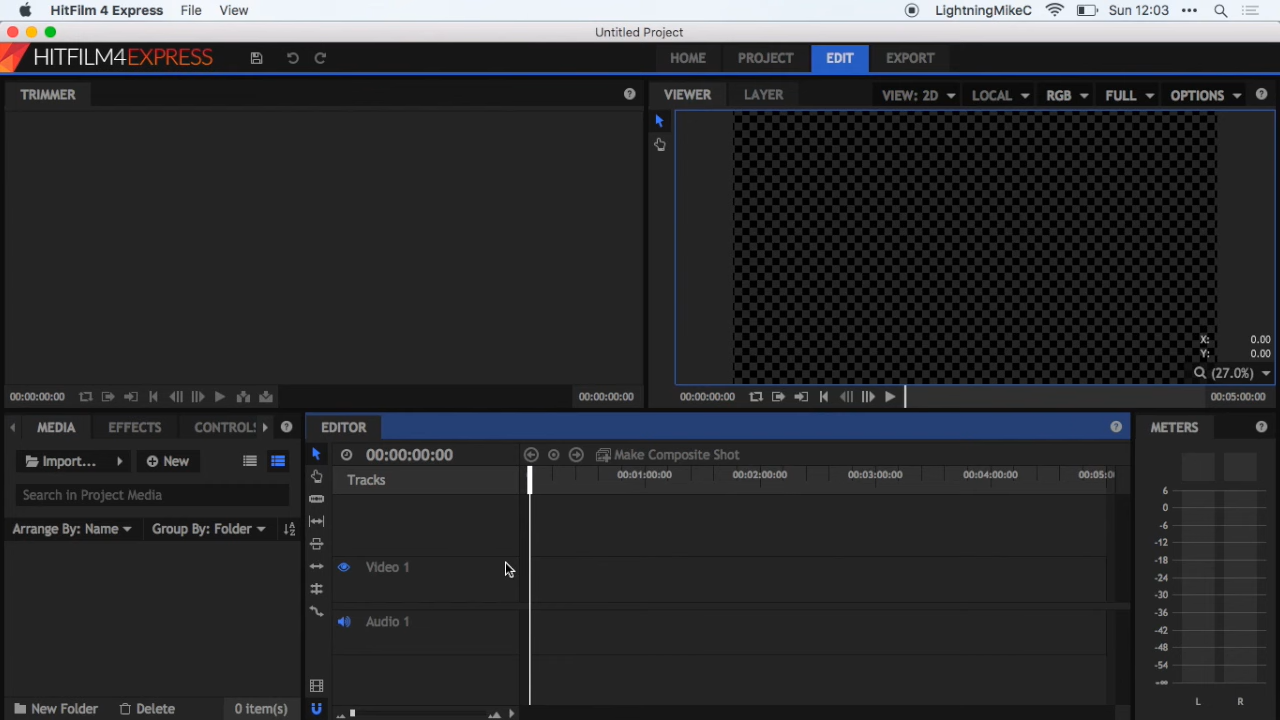 HitFilm 4 Express File View LightningMikeC Sun 12:03
Untitled Project
HITFILM4EXPRESS HOME PROJECT EDIT EXPORT
TRIMMER VIEWER LAYER VIEW: 2D LOCAL RGB FULL OPTIONS
X: 0.00
Y: 0.00
(27.0%)
00:00:00:00 00:00:00:00 00:00:00:00 00:05:00:00
MEDIA EFFECTS CONTROLS EDITOR METERS
Import... New 00:00:00:00 Make Composite Shot
Tracks 00:01:00:00 00:02:00:00 00:03:00:00 00:04:00:00 00:05:0
Search in Project Media
Arrange By: Name Group By: Folder
Video 1
Audio 1
6
0
-6
-12
-18
-24
-30
-36
-42
-48
-54
-∞
L R
New Folder Delete 0 item(s)